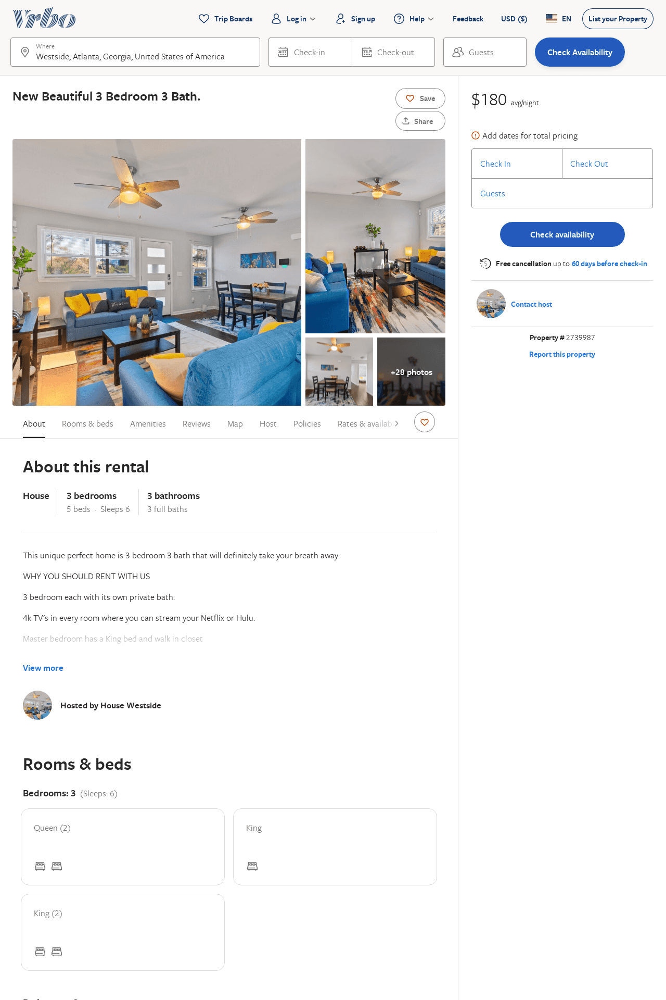 Vrbo
Trip Boards
Log in
Sign up
Help
Feedback
USD ($)
EN
List your Property
Where
Westside, Atlanta, Georgia, United States of America
Check-in
Check-out
Guests
Check Availability
New Beautiful 3 Bedroom 3 Bath.
Save
Share
$180 avg/night
Add dates for total pricing
Check In
Check Out
Guests
Check availability
Free cancellation up to 60 days before check-in
Contact host
Property # 2739987
Report this property
+28 photos
About
Rooms & beds
Amenities
Reviews
Map
Host
Policies
Rates & availab
About this rental
House
3 bedrooms
5 beds · Sleeps 6
3 bathrooms
3 full baths
This unique perfect home is 3 bedroom 3 bath that will definitely take your breath away.
WHY YOU SHOULD RENT WITH US
3 bedroom each with its own private bath.
4k TV's in every room where you can stream your Netflix or Hulu.
Master bedroom has a King bed and walk in closet
View more
Hosted by House Westside
Rooms & beds
Bedrooms: 3 (Sleeps: 6)
Queen (2)
King
King (2)